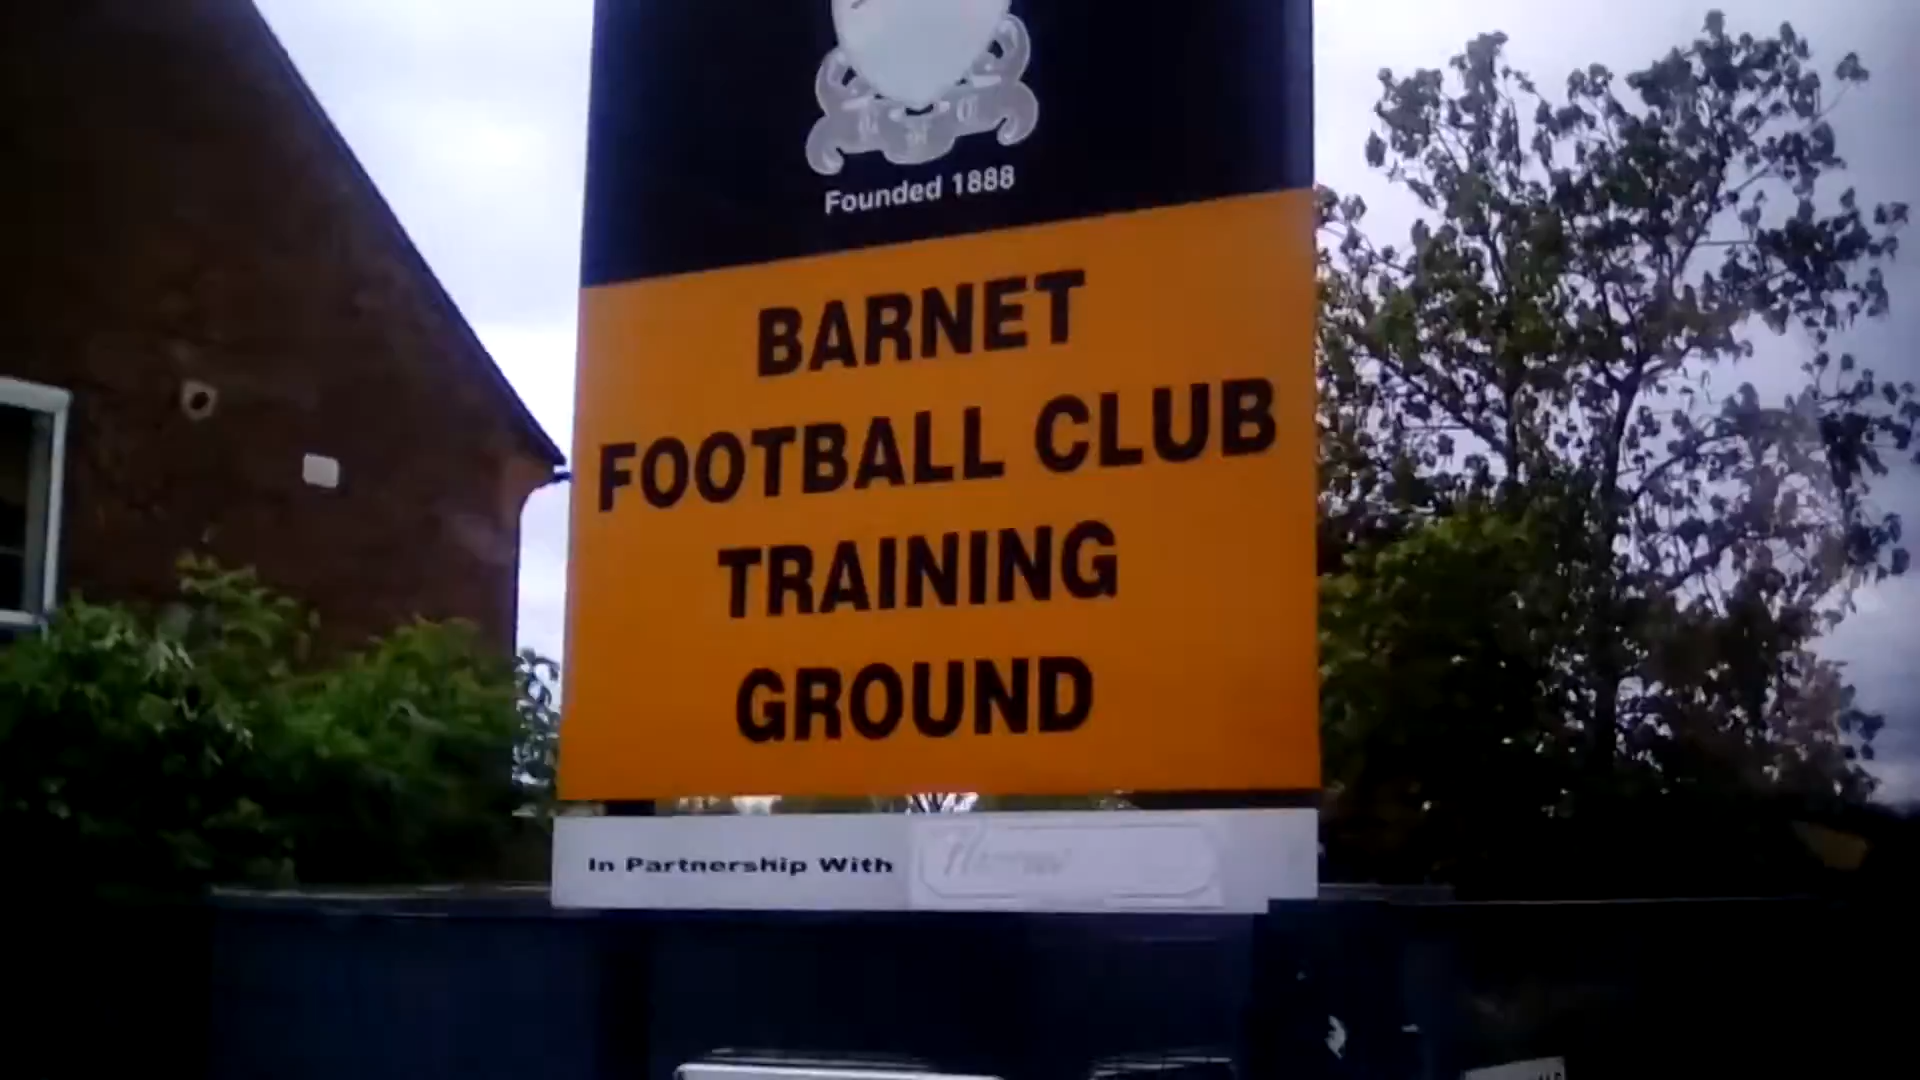 Founded 1888
BARNET
FOOTBALL CLUB
TRAINING
GROUND
In Partnership With